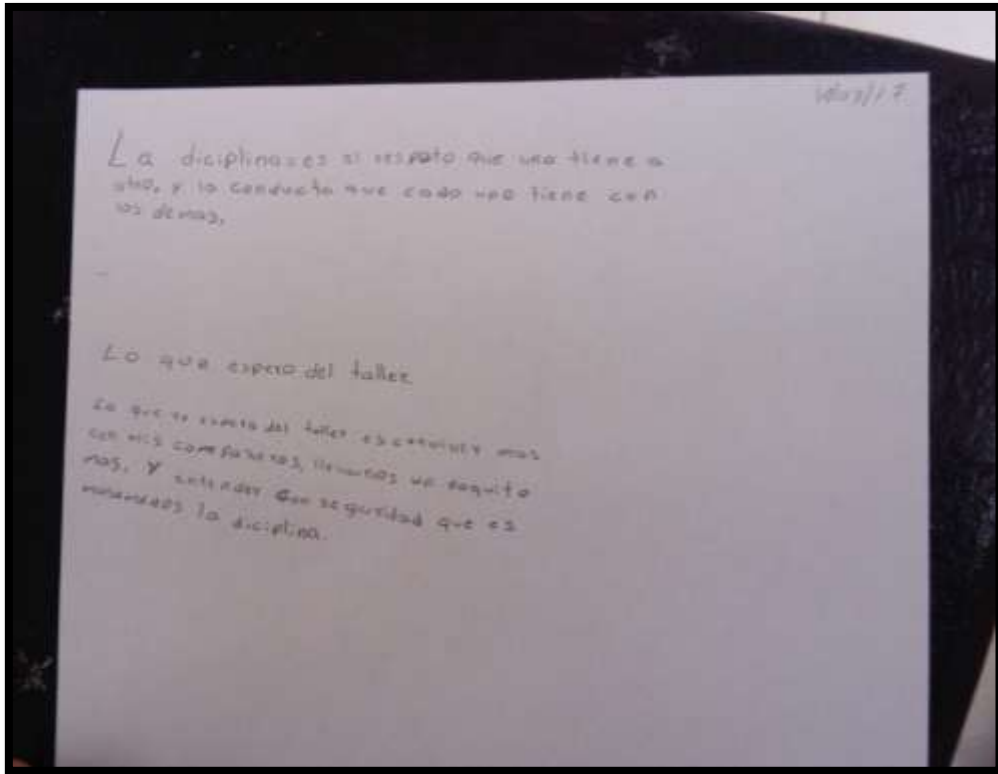 La diciplina=es el respeto que uno tiene a
otro, y la conducta que cada uno tiene con
los demas.
Lo que espero del taller
Lo que yo espero del taller es convivir mas
con mis compañeros, llevarnos un poquito
mas, y entender con seguridad que es
la diciplina.